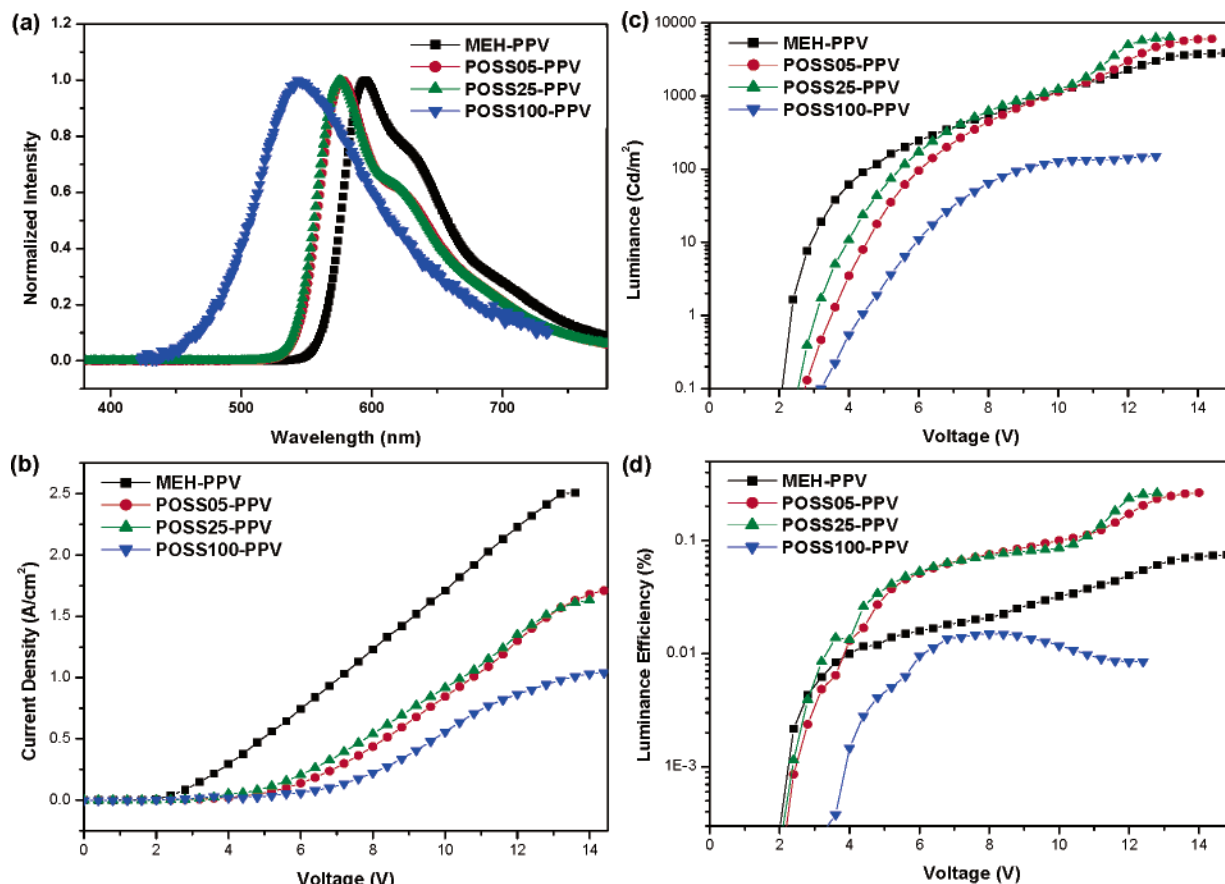 (a)
1.2
1.0
0.8
0.6
0.4
0.2
0.0
Normalized Intensity
MEH-PPV
POSS05-PPV
POSS25-PPV
POSS100-PPV
400 500 600 700
Wavelength (nm)
(b)
2.5
2.0
1.5
1.0
0.5
0.0
Current Density (A/cm²)
MEH-PPV
POSS05-PPV
POSS25-PPV
POSS100-PPV
0 2 4 6 8 10 12 14
Voltage (V)
(c)
10000
1000
100
10
1
0.1
Luminance (Cd/m²)
MEH-PPV
POSS05-PPV
POSS25-PPV
POSS100-PPV
0 2 4 6 8 10 12 14
Voltage (V)
(d)
0.1
0.01
1E-3
Luminance Efficiency (%)
MEH-PPV
POSS05-PPV
POSS25-PPV
POSS100-PPV
0 2 4 6 8 10 12 14
Voltage (V)